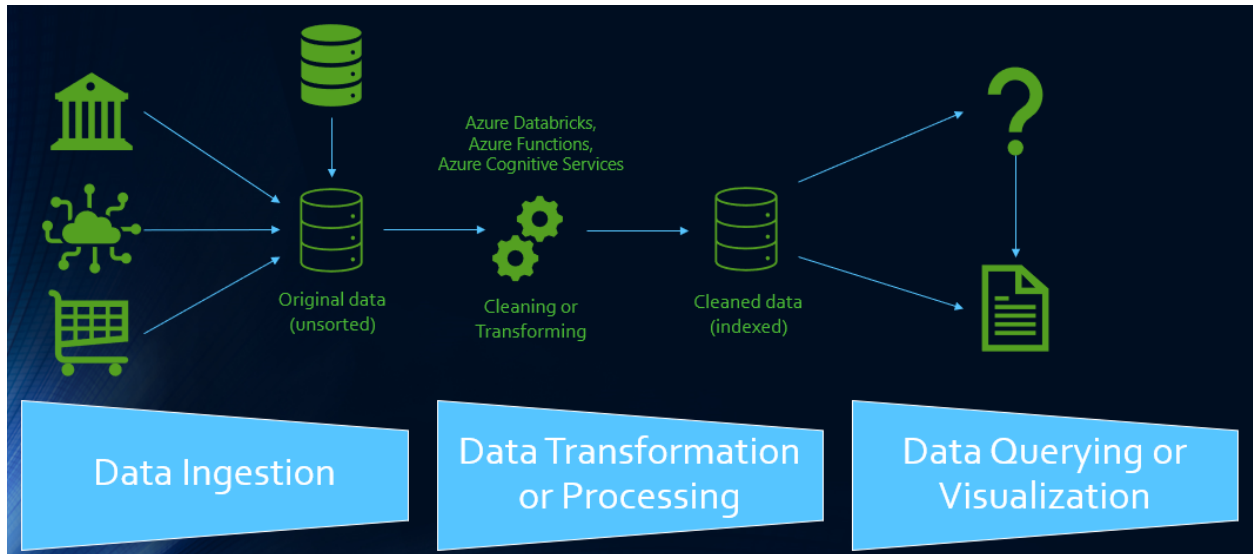 Azure Databricks,
Azure Functions,
Azure Cognitive Services
Original data
(unsorted)
Cleaning or
Transforming
Cleaned data
(indexed)
Data Ingestion
Data Transformation
or Processing
Data Querying or
Visualization